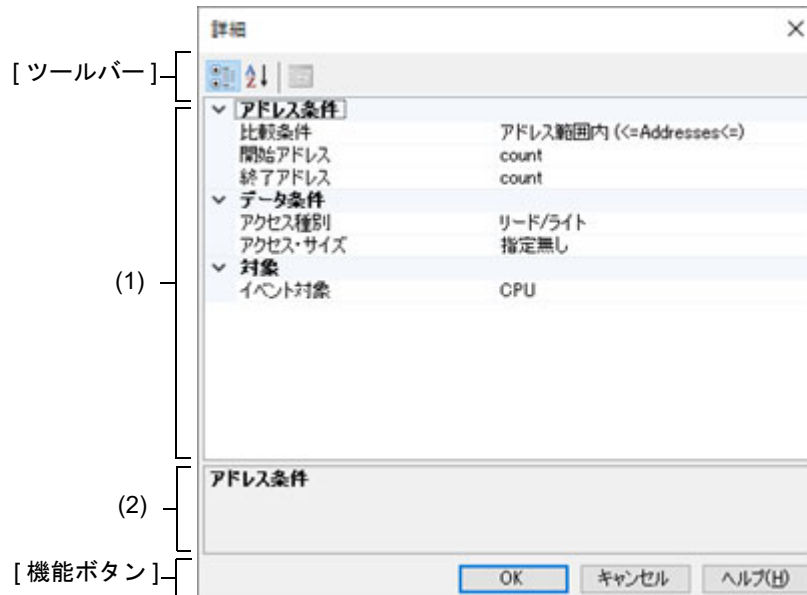 詳細
[ツールバー]
アドレス条件
比較条件 アドレス範囲内 (<=Addresses<=)
開始アドレス count
終了アドレス count
データ条件
アクセス種別 リード/ライト
アクセス・サイズ 指定無し
対象
イベント対象 CPU
(1)
アドレス条件
(2)
[機能ボタン]
OK キャンセル ヘルプ(H)